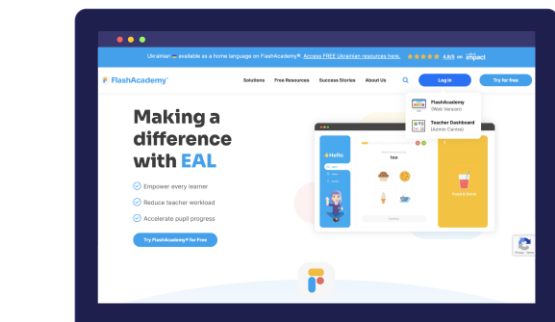 Ukrainian available as a home language on FlashAcademy®. Access FREE Ukrainian resources here. 4.8/5 on impact
FlashAcademy®
Solutions Free Resources Success Stories About Us Log in Try for free
FlashAcademy
(Web Version)
Teacher Dashboard
(Admin Centre)
Making a
difference
with EAL
Empower every learner
Reduce teacher workload
Accelerate pupil progress
Try FlashAcademy® for Free
Hello
tea